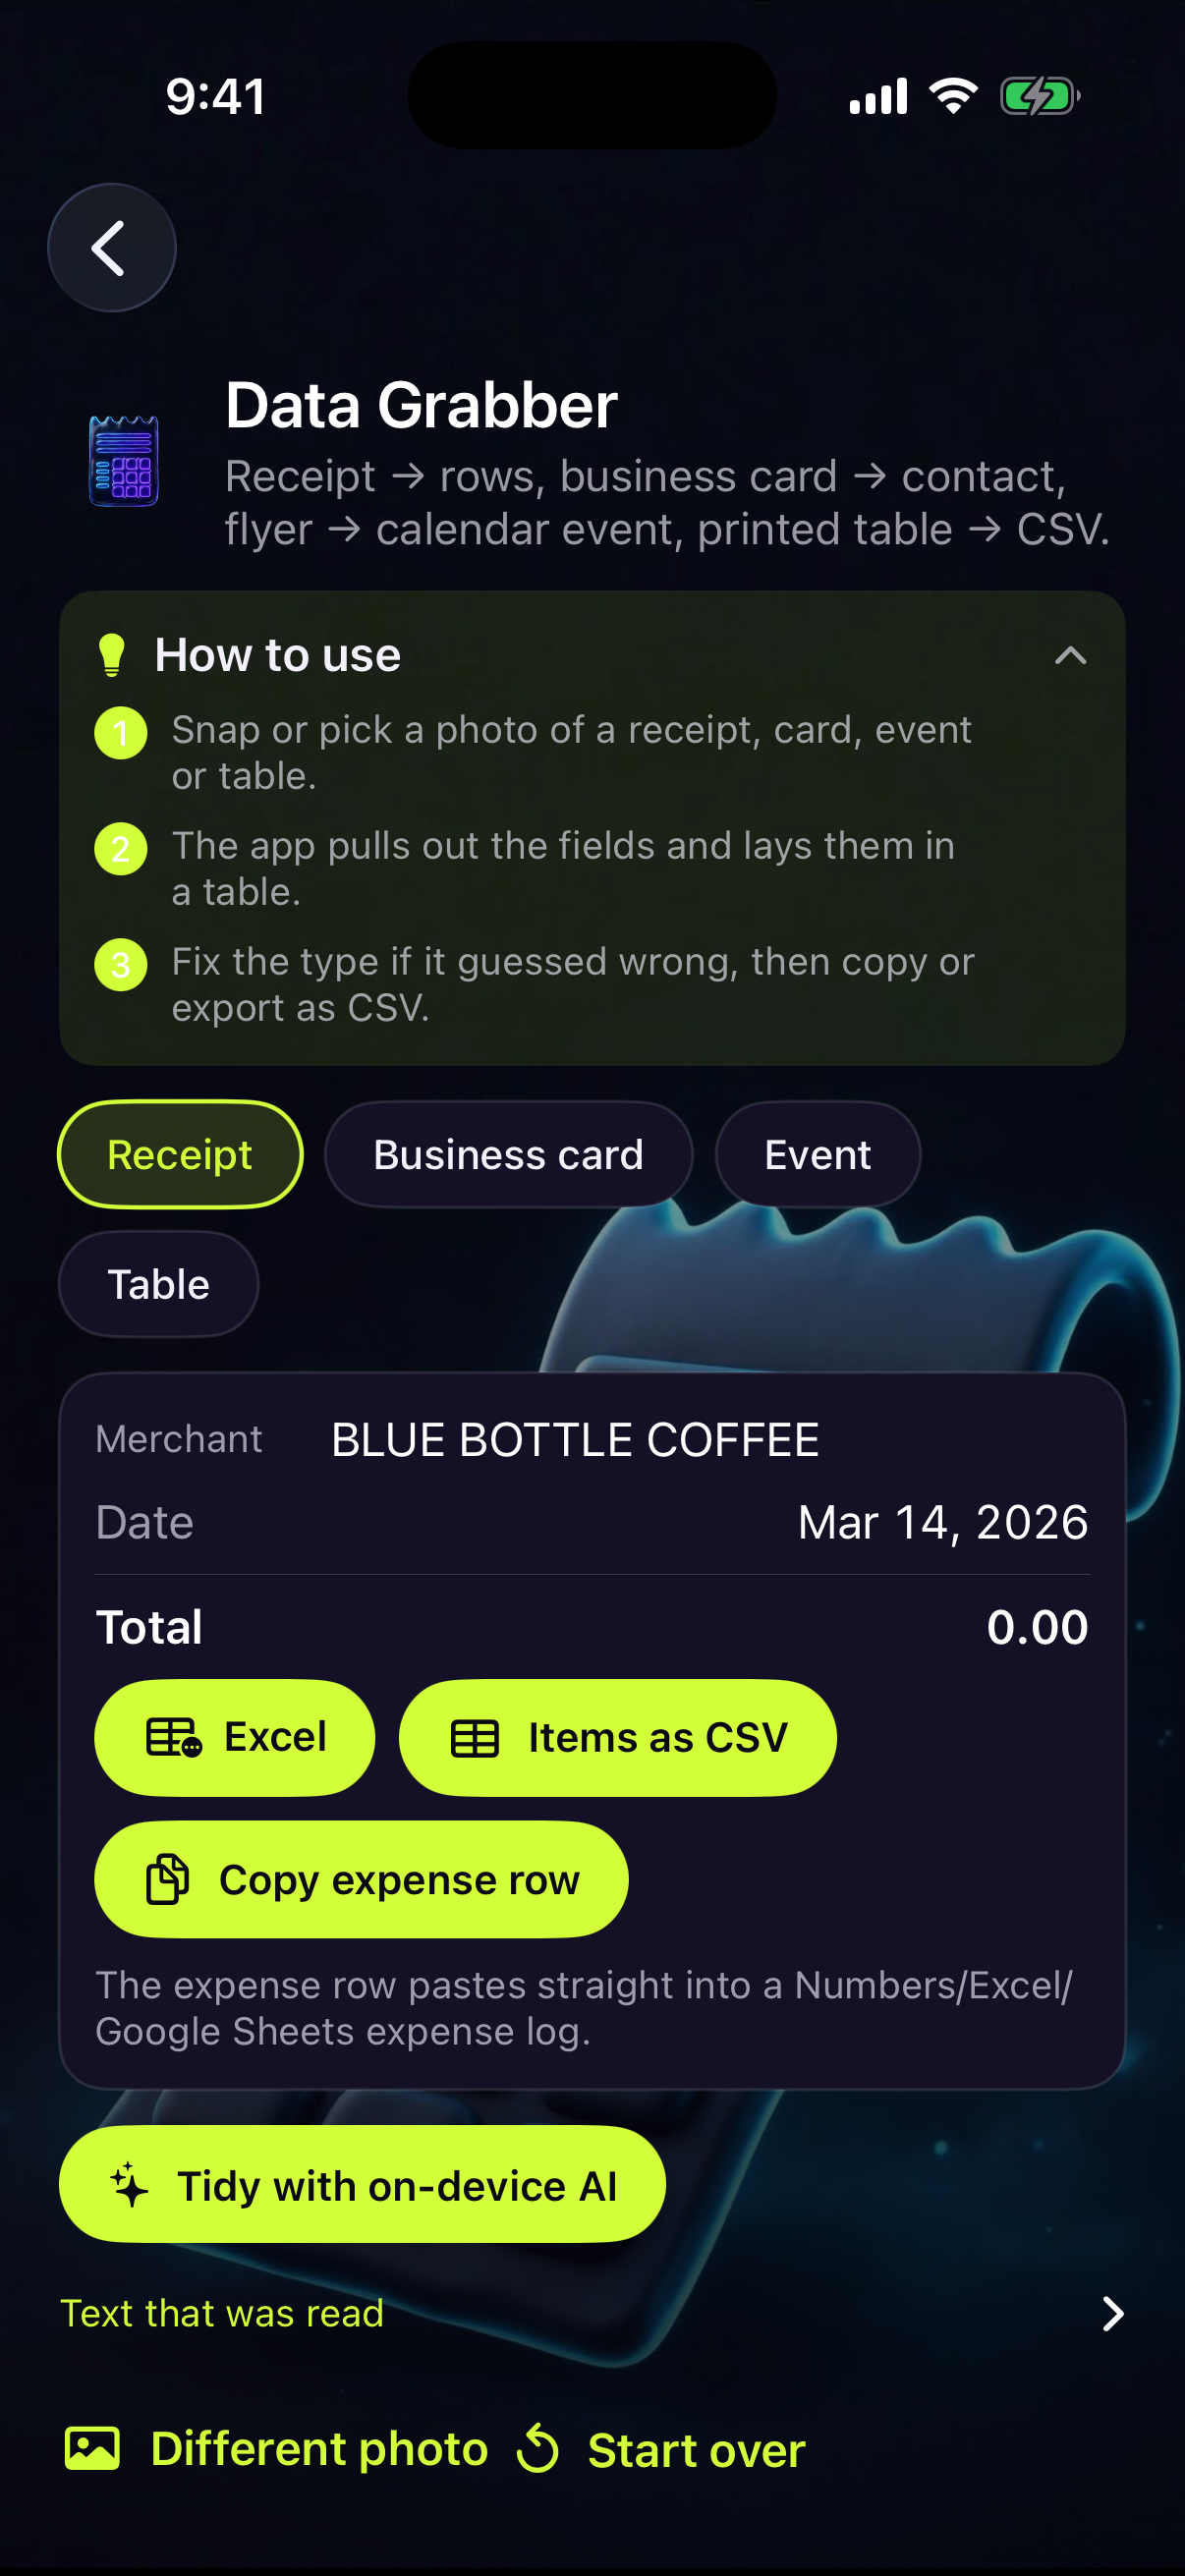 9:41
Data Grabber
Receipt → rows, business card → contact,
flyer → calendar event, printed table → CSV.
How to use
1 Snap or pick a photo of a receipt, card, event
or table.
2 The app pulls out the fields and lays them in
a table.
3 Fix the type if it guessed wrong, then copy or
export as CSV.
Receipt Business card Event
Table
Merchant BLUE BOTTLE COFFEE
Date Mar 14, 2026
Total 0.00
Excel Items as CSV
Copy expense row
The expense row pastes straight into a Numbers/Excel/
Google Sheets expense log.
Tidy with on-device AI
Text that was read
Different photo Start over